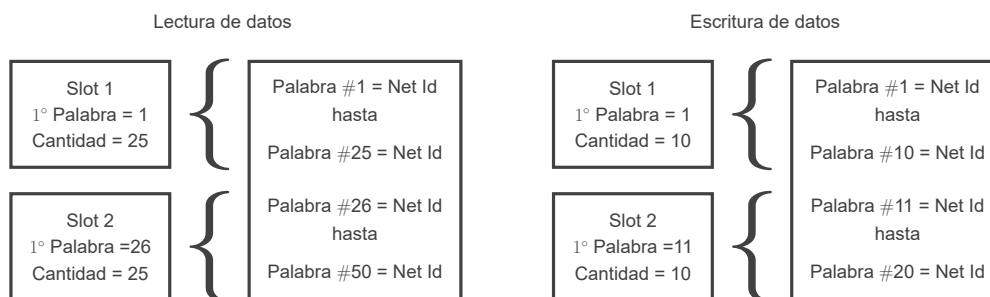 Lectura de datos
Slot 1
1° Palabra = 1
Cantidad = 25
Palabra #1 = Net Id
hasta
Palabra #25 = Net Id
Slot 2
1° Palabra =26
Cantidad = 25
Palabra #26 = Net Id
hasta
Palabra #50 = Net Id
Escritura de datos
Slot 1
1° Palabra = 1
Cantidad = 10
Palabra #1 = Net Id
hasta
Palabra #10 = Net Id
Slot 2
1° Palabra =11
Cantidad = 10
Palabra #11 = Net Id
hasta
Palabra #20 = Net Id